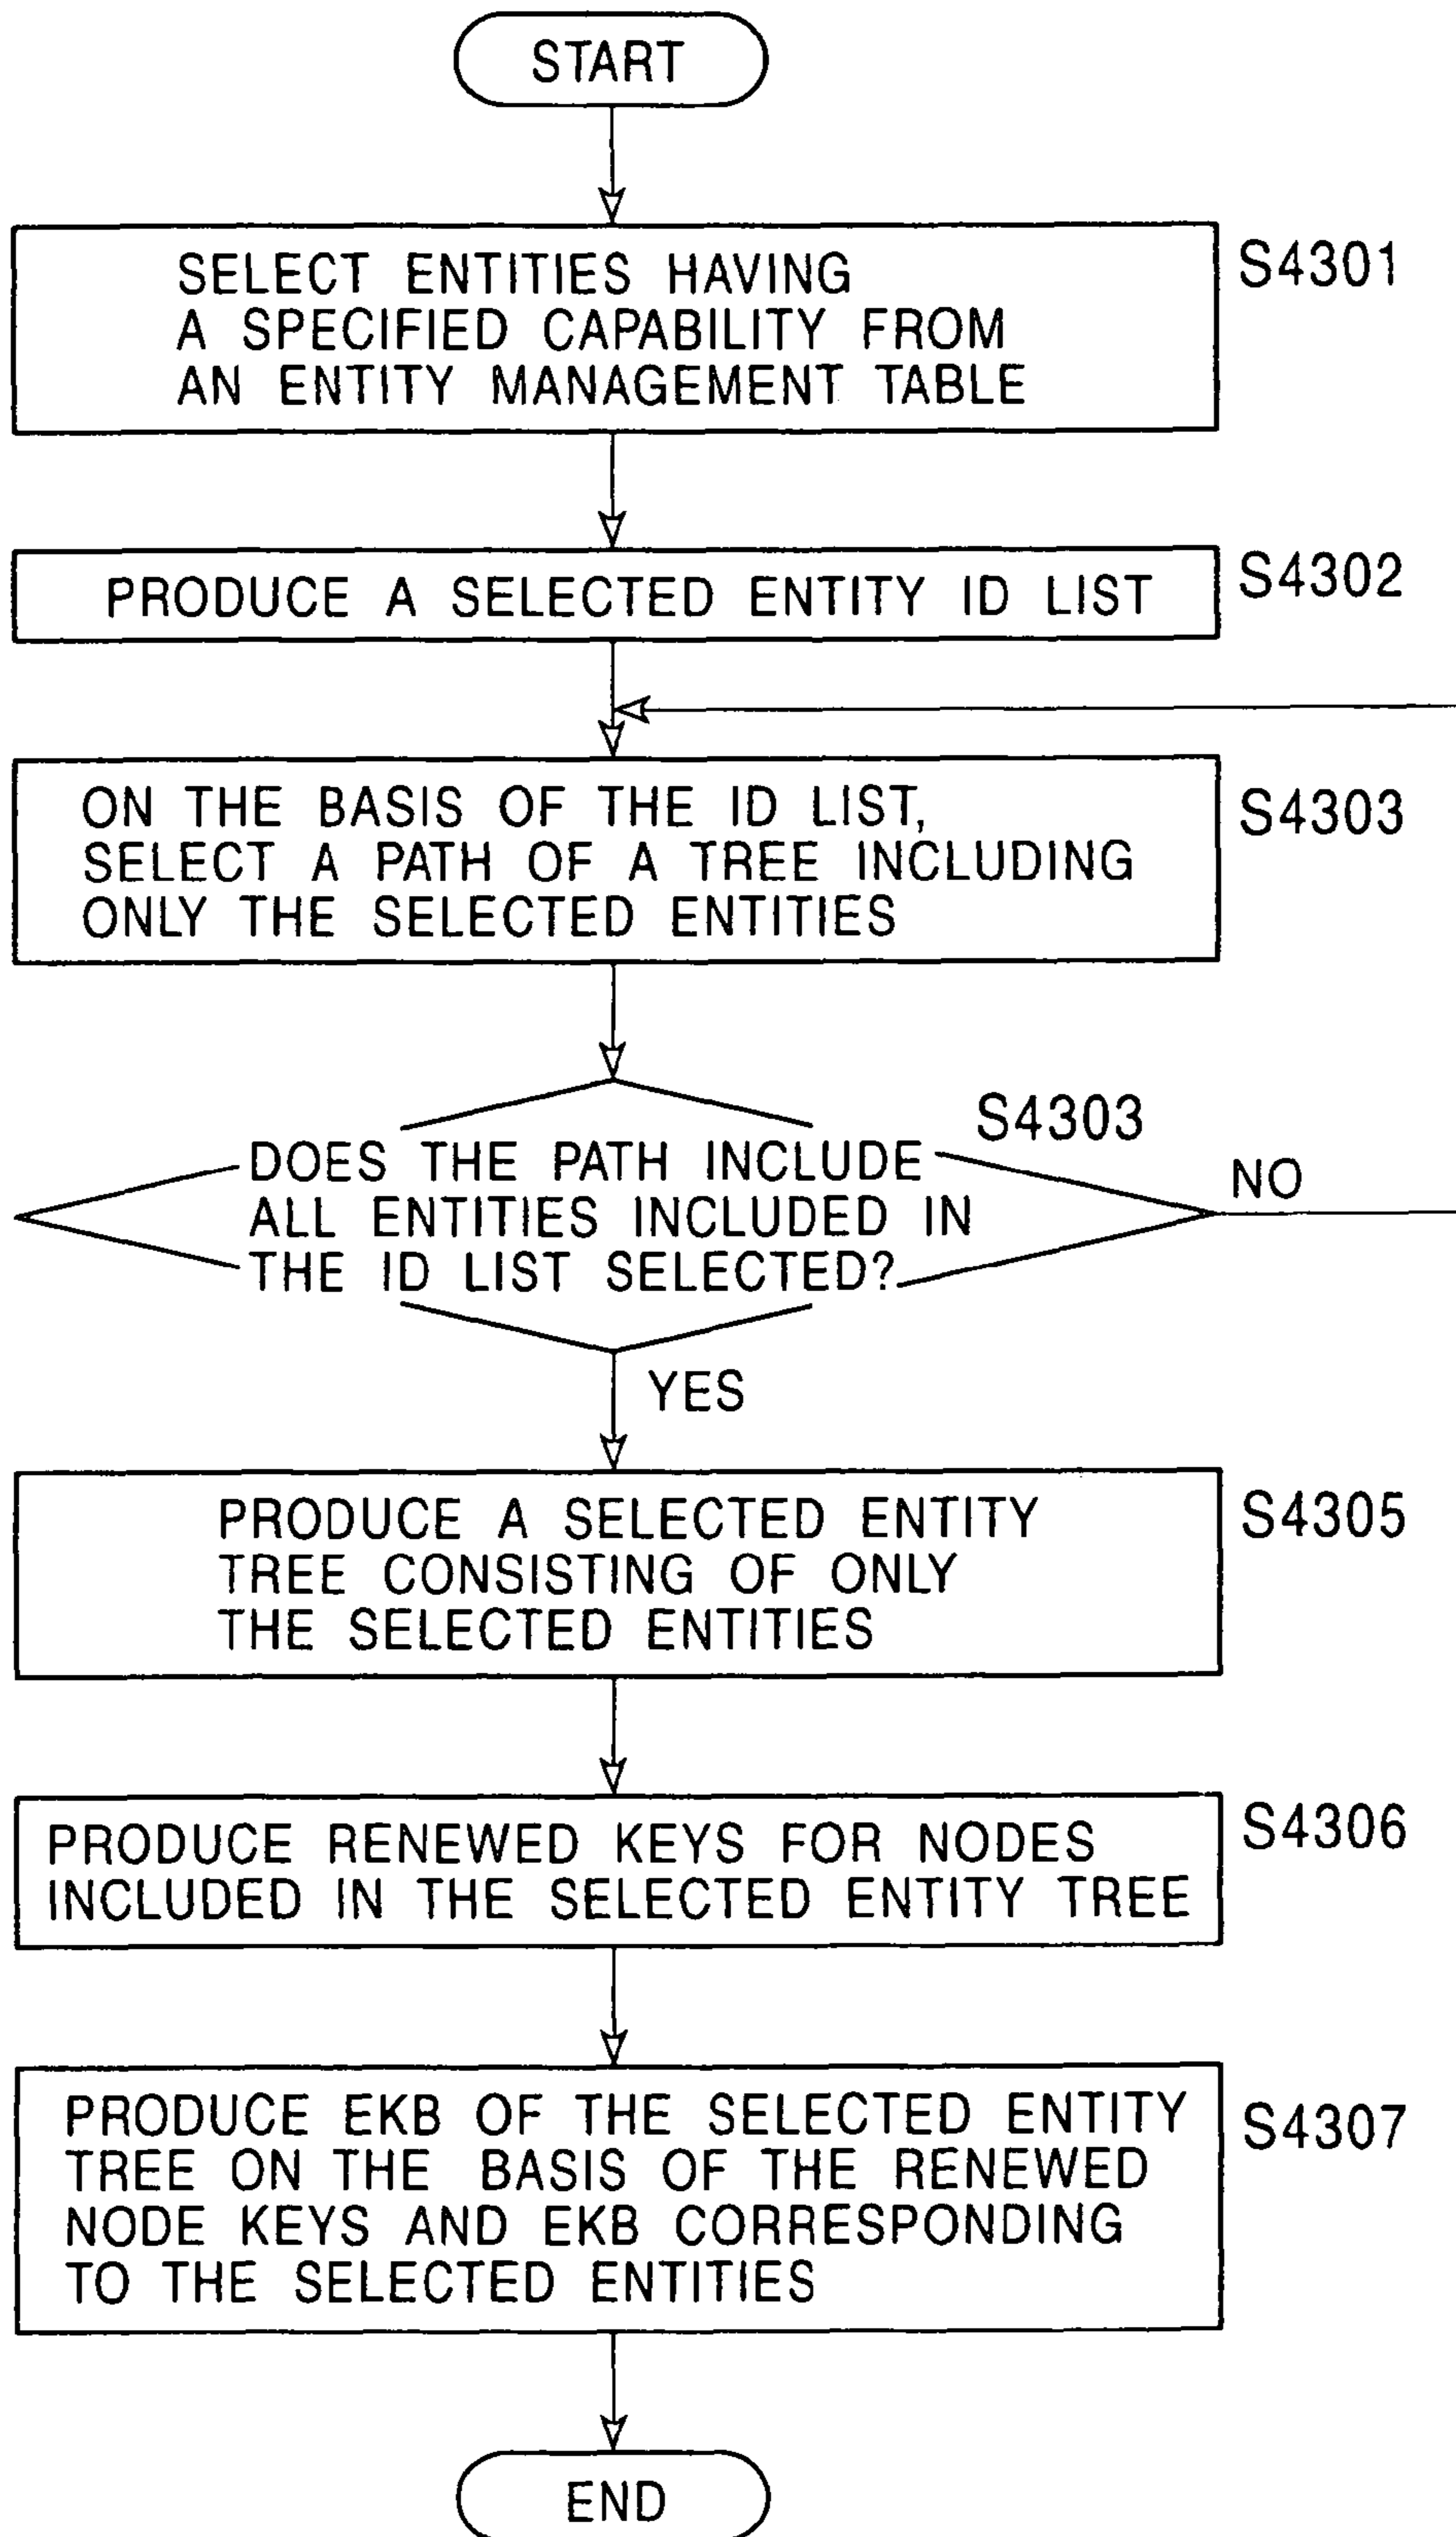 START
SELECT ENTITIES HAVING
A SPECIFIED CAPABILITY FROM
AN ENTITY MANAGEMENT TABLE
S4301
PRODUCE A SELECTED ENTITY ID LIST
S4302
ON THE BASIS OF THE ID LIST,
SELECT A PATH OF A TREE INCLUDING
ONLY THE SELECTED ENTITIES
S4303
DOES THE PATH INCLUDE
ALL ENTITIES INCLUDED IN
THE ID LIST SELECTED?
S4303
NO
YES
PRODUCE A SELECTED ENTITY
TREE CONSISTING OF ONLY
THE SELECTED ENTITIES
S4305
PRODUCE RENEWED KEYS FOR NODES
INCLUDED IN THE SELECTED ENTITY TREE
S4306
PRODUCE EKB OF THE SELECTED ENTITY
TREE ON THE BASIS OF THE RENEWED
NODE KEYS AND EKB CORRESPONDING
TO THE SELECTED ENTITIES
S4307
END